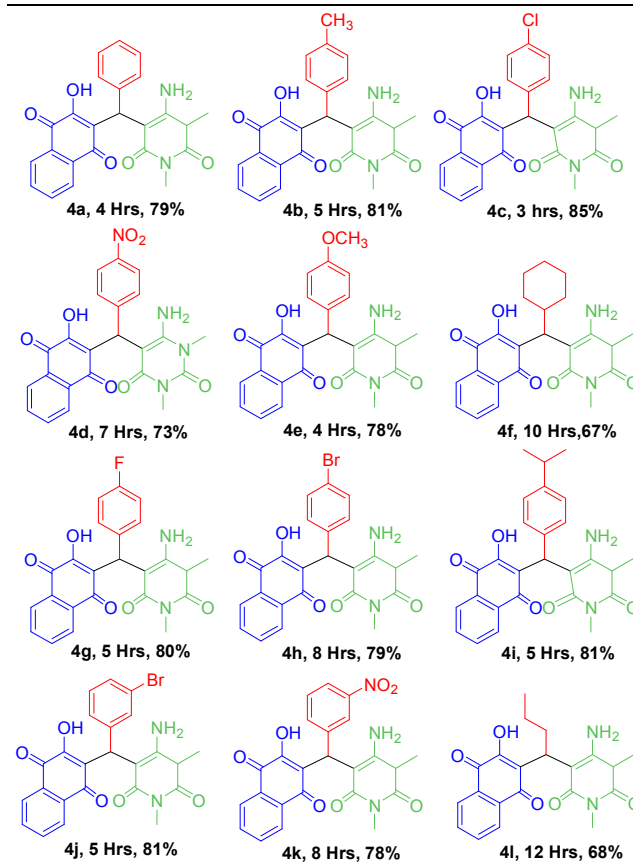 OH NH₂
O
O O O
N
4a, 4 Hrs, 79%
CH₃
OH NH₂
O
O O O
N
4b, 5 Hrs, 81%
Cl
OH NH₂
O
O O O
N
4c, 3 hrs, 85%
NO₂
OH NH₂
O N
O O O
N
4d, 7 Hrs, 73%
OCH₃
OH NH₂
O
O O O
N
4e, 4 Hrs, 78%
OH NH₂
O
O O O
N
4f, 10 Hrs,67%
F
OH NH₂
O
O O O
N
4g, 5 Hrs, 80%
Br
OH NH₂
O
O O O
N
4h, 8 Hrs, 79%
OH NH₂
O
O O O
N
4i, 5 Hrs, 81%
Br
OH NH₂
O
O O O
N
4j, 5 Hrs, 81%
NO₂
OH NH₂
O
O O O
N
4k, 8 Hrs, 78%
OH NH₂
O
O O O
N
4l, 12 Hrs, 68%